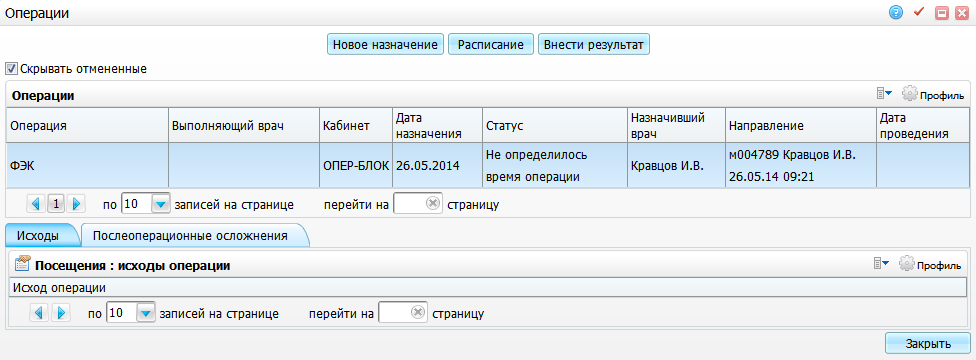 Операции
Новое назначение Расписание Внести результат
Скрывать отмененные
Операции Профиль
Операция Выполняющий врач Кабинет Дата назначения Статус Назначивший врач Направление Дата проведения
ФЭК ОПЕР-БЛОК 26.05.2014 Не определилось время операции Кравцов И.В. м004789 Кравцов И.В. 26.05.14 09:21
1 по 10 записей на странице перейти на страницу
Исходы Послеоперационные осложнения
Посещения : исходы операции Профиль
Исход операции
по 10 записей на странице перейти на страницу
Закрыть